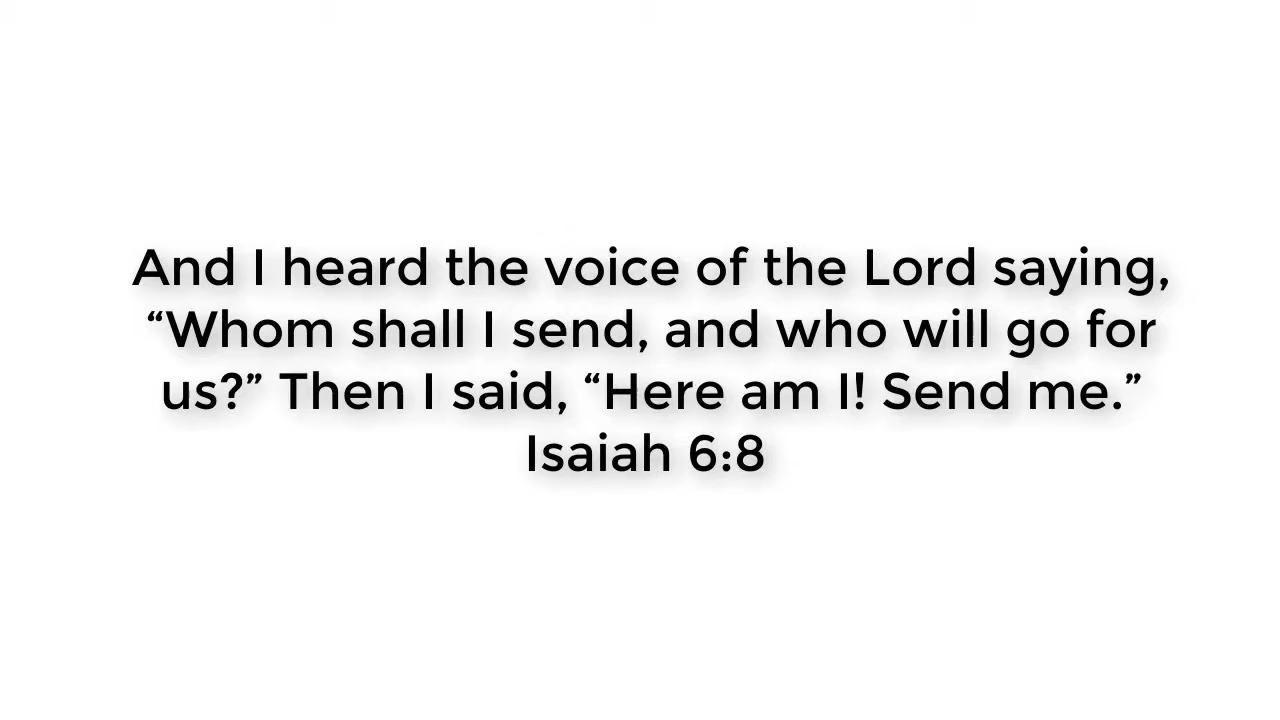 And I heard the voice of the Lord saying,
“Whom shall I send, and who will go for
us?” Then I said, “Here am I! Send me.”
Isaiah 6:8